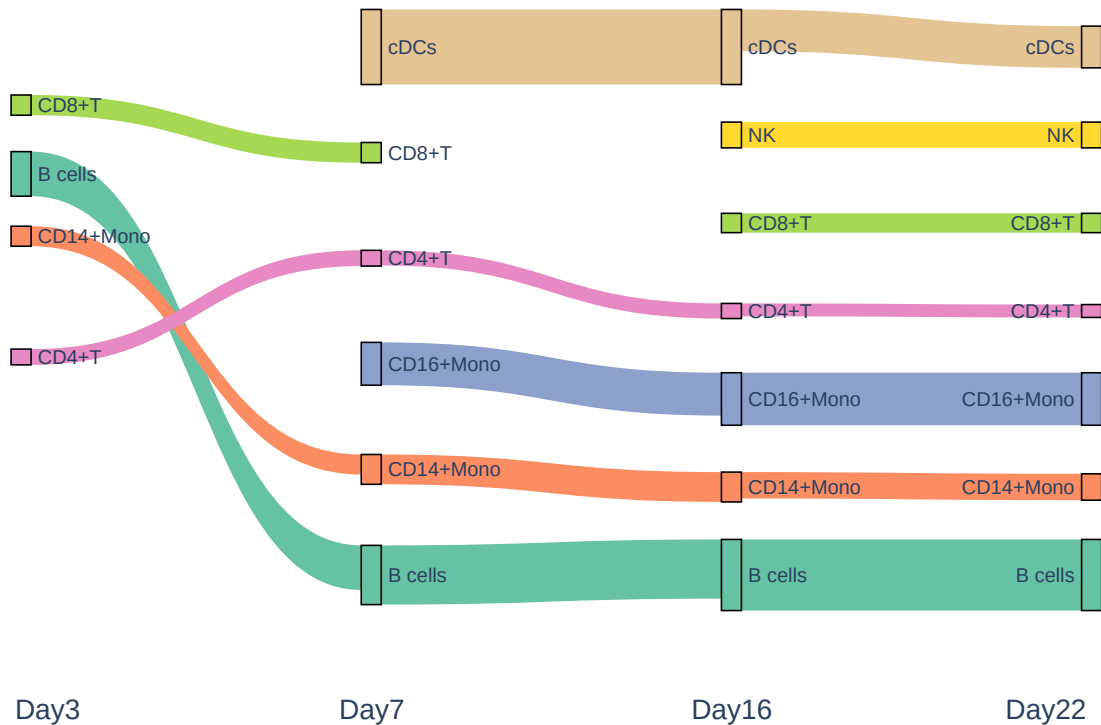 cDCs
cDCs
cDCs
CD8+T
NK
NK
CD8+T
B cells
CD8+T
CD8+T
CD14+Mono
CD4+T
CD4+T
CD4+T
CD4+T
CD16+Mono
CD16+Mono
CD16+Mono
CD14+Mono
CD14+Mono
CD14+Mono
B cells
B cells
B cells
Day3
Day7
Day16
Day22